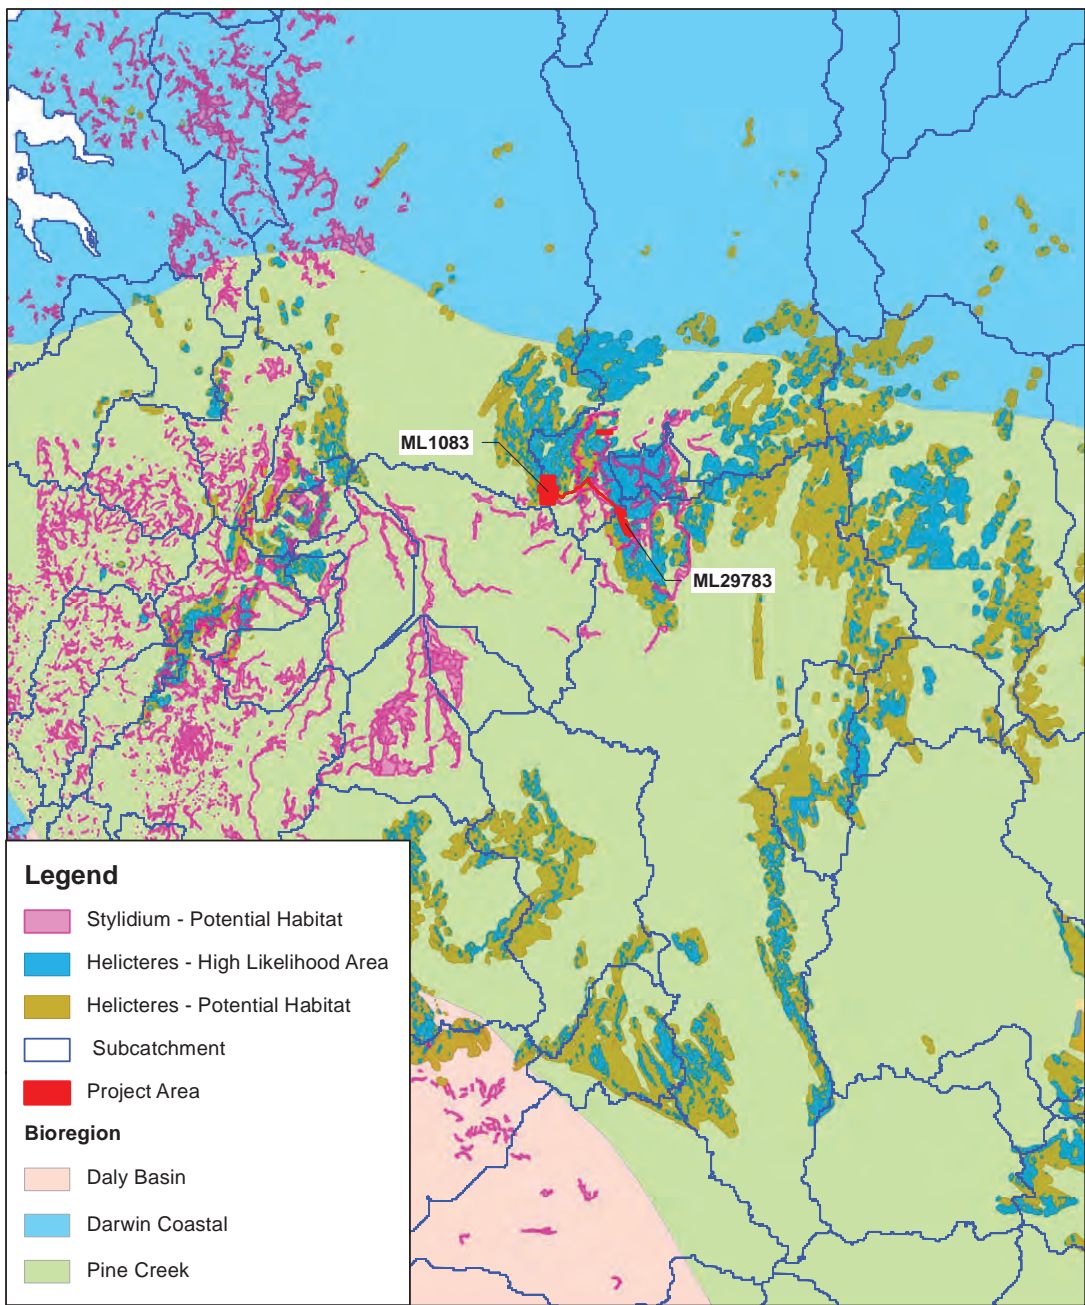 ML1083
ML29783
Legend
Stylidium - Potential Habitat
Helicteres - High Likelihood Area
Helicteres - Potential Habitat
Subcatchment
Project Area
Bioregion
Daly Basin
Darwin Coastal
Pine Creek